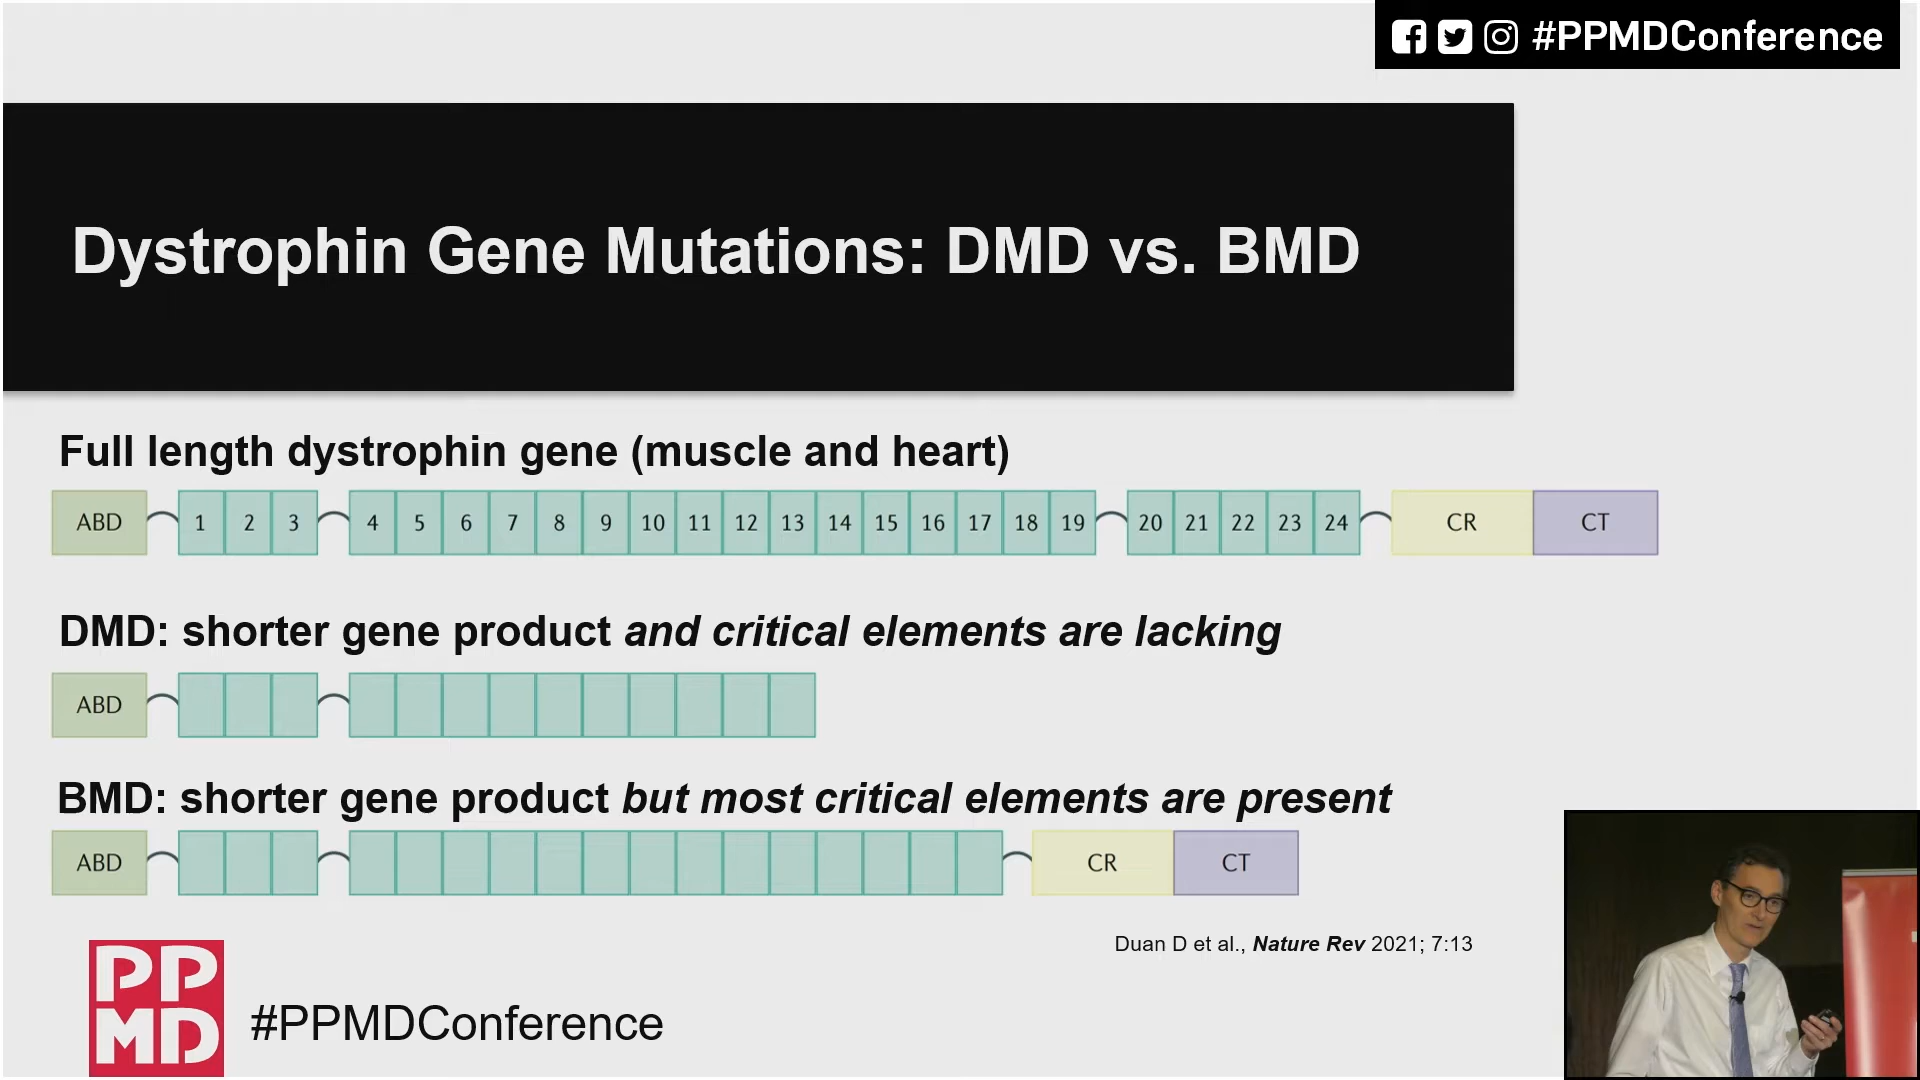 #PPMDConference
Dystrophin Gene Mutations: DMD vs. BMD
Full length dystrophin gene (muscle and heart)
ABD 1 2 3 4 5 6 7 8 9 10 11 12 13 14 15 16 17 18 19 20 21 22 23 24 CR CT
DMD: shorter gene product and critical elements are lacking
ABD
BMD: shorter gene product but most critical elements are present
ABD CR CT
Duan D et al., Nature Rev 2021; 7:13
PP
MD
#PPMDConference